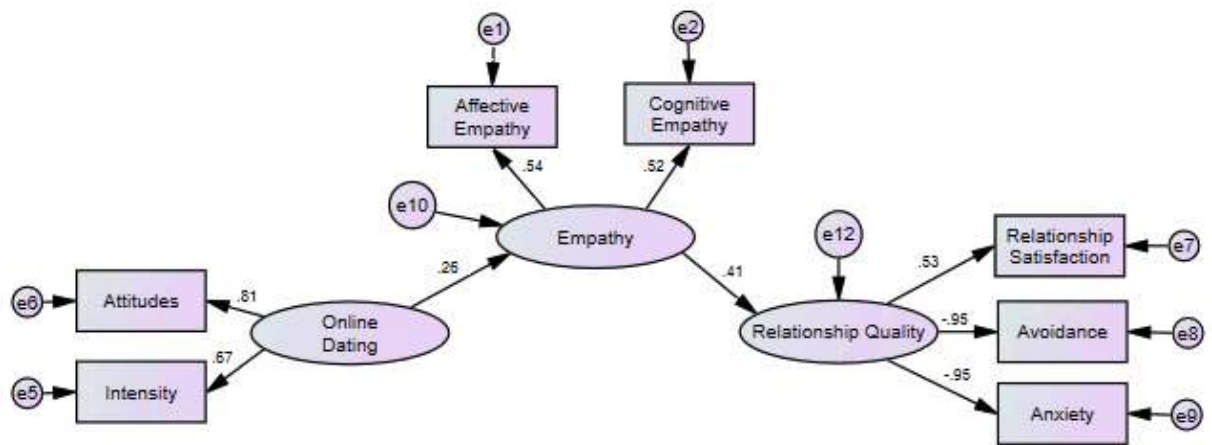 e1
e2
Affective
Empathy
Cognitive
Empathy
.54
.52
e10
Empathy
e12
Relationship
Satisfaction
e7
.26
.41
.53
e6
Attitudes
.81
Online
Dating
Relationship Quality
-.95
Avoidance
e8
.67
e5
Intensity
-.95
Anxiety
e9